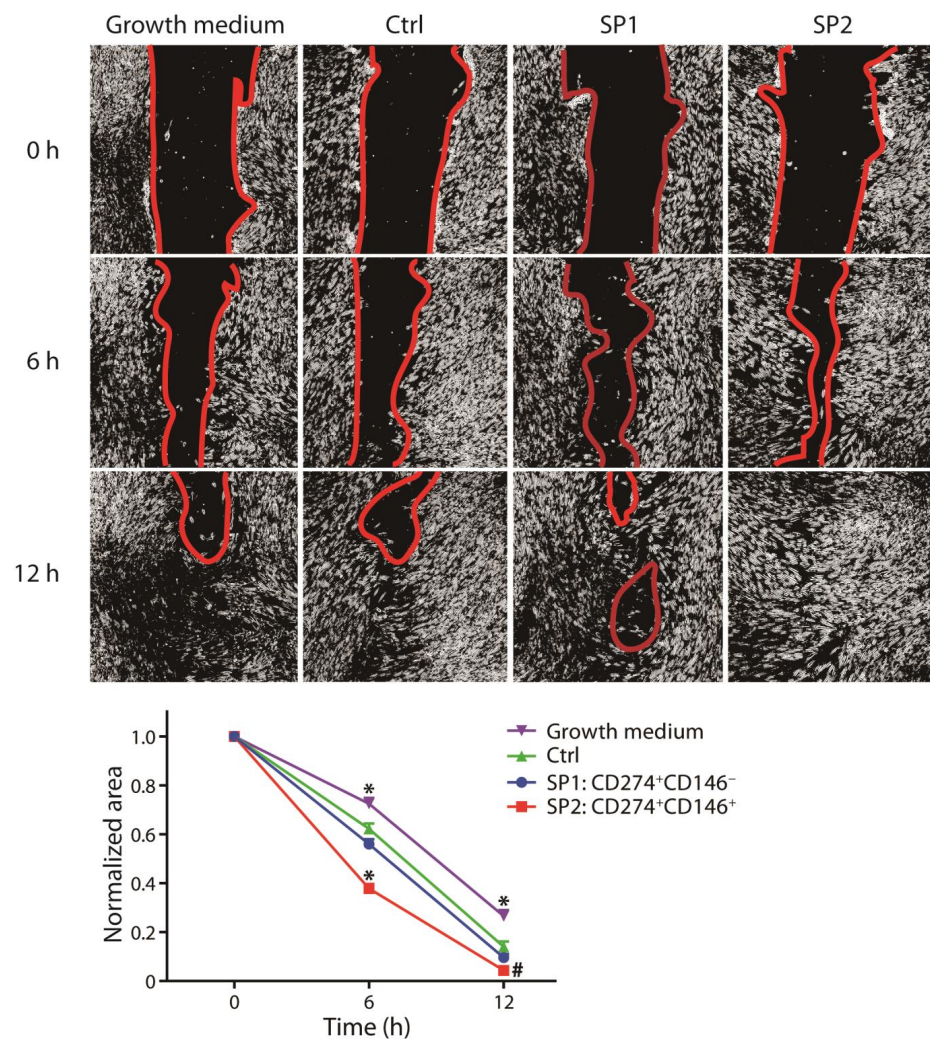 Growth medium Ctrl SP1 SP2
0 h
6 h
12 h
Normalized area
1.0
0.8
0.6
0.4
0.2
0
* * * #
0 6 12
Time (h)
Growth medium
Ctrl
SP1: CD274⁺CD146⁻
SP2: CD274⁺CD146⁺